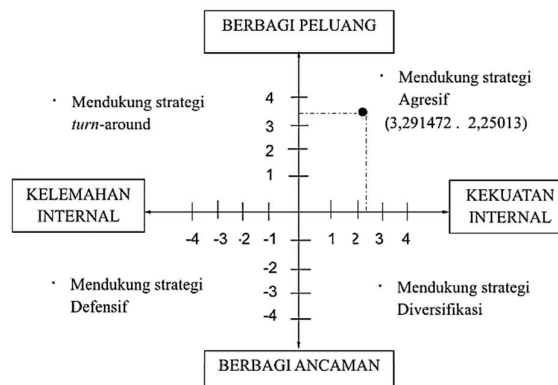 BERBAGI PELUANG
· Mendukung strategi
turn-around
· Mendukung strategi
Agresif
(3,291472 . 2,25013)
4
3
2
1
KELEMAHAN
INTERNAL
KEKUATAN
INTERNAL
-4 -3 -2 -1 1 2 3 4
-2
-3
-4
· Mendukung strategi
Defensif
· Mendukung strategi
Diversifikasi
BERBAGI ANCAMAN